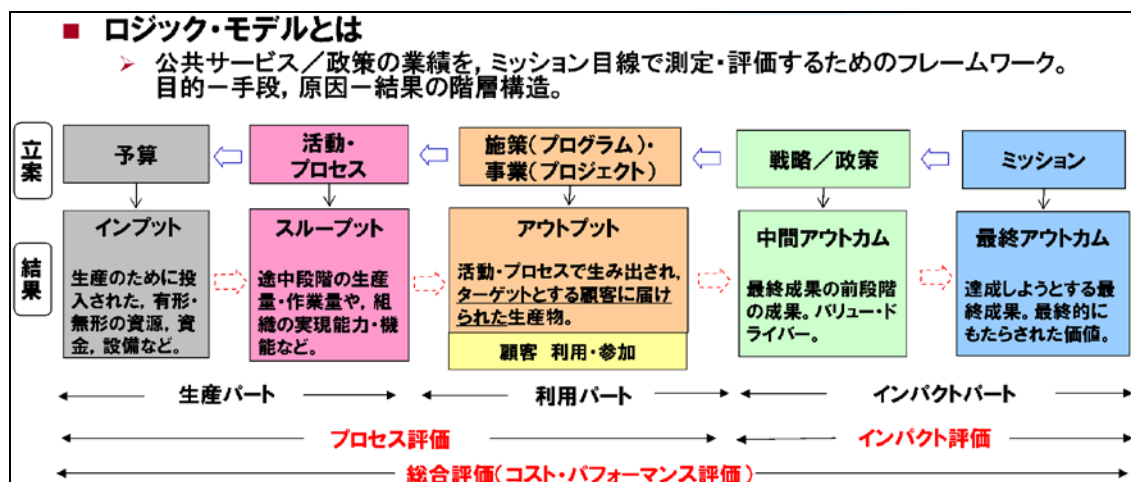 ■ ロジック・モデルとは
➢ 公共サービス／政策の業績を，ミッション目線で測定・評価するためのフレームワーク。
目的－手段，原因－結果の階層構造。
立案
予算
活動・
プロセス
施策（プログラム）・
事業（プロジェクト）
戦略／政策
ミッション
結果
インプット
生産のために投
入された，有形・
無形の資源，資
金，設備など。
スループット
途中段階の生産
量・作業量や，組
織の実現能力・機
能など。
アウトプット
活動・プロセスで生み出され，
ターゲットとする顧客に届け
られた生産物。
顧客 利用・参加
中間アウトカム
最終成果の前段階
の成果。バリュー・ド
ライバー。
最終アウトカム
達成しようとする最
終成果。最終的に
もたらされた価値。
生産パート
利用パート
インパクトパート
プロセス評価
インパクト評価
総合評価（コスト・パフォーマンス評価）